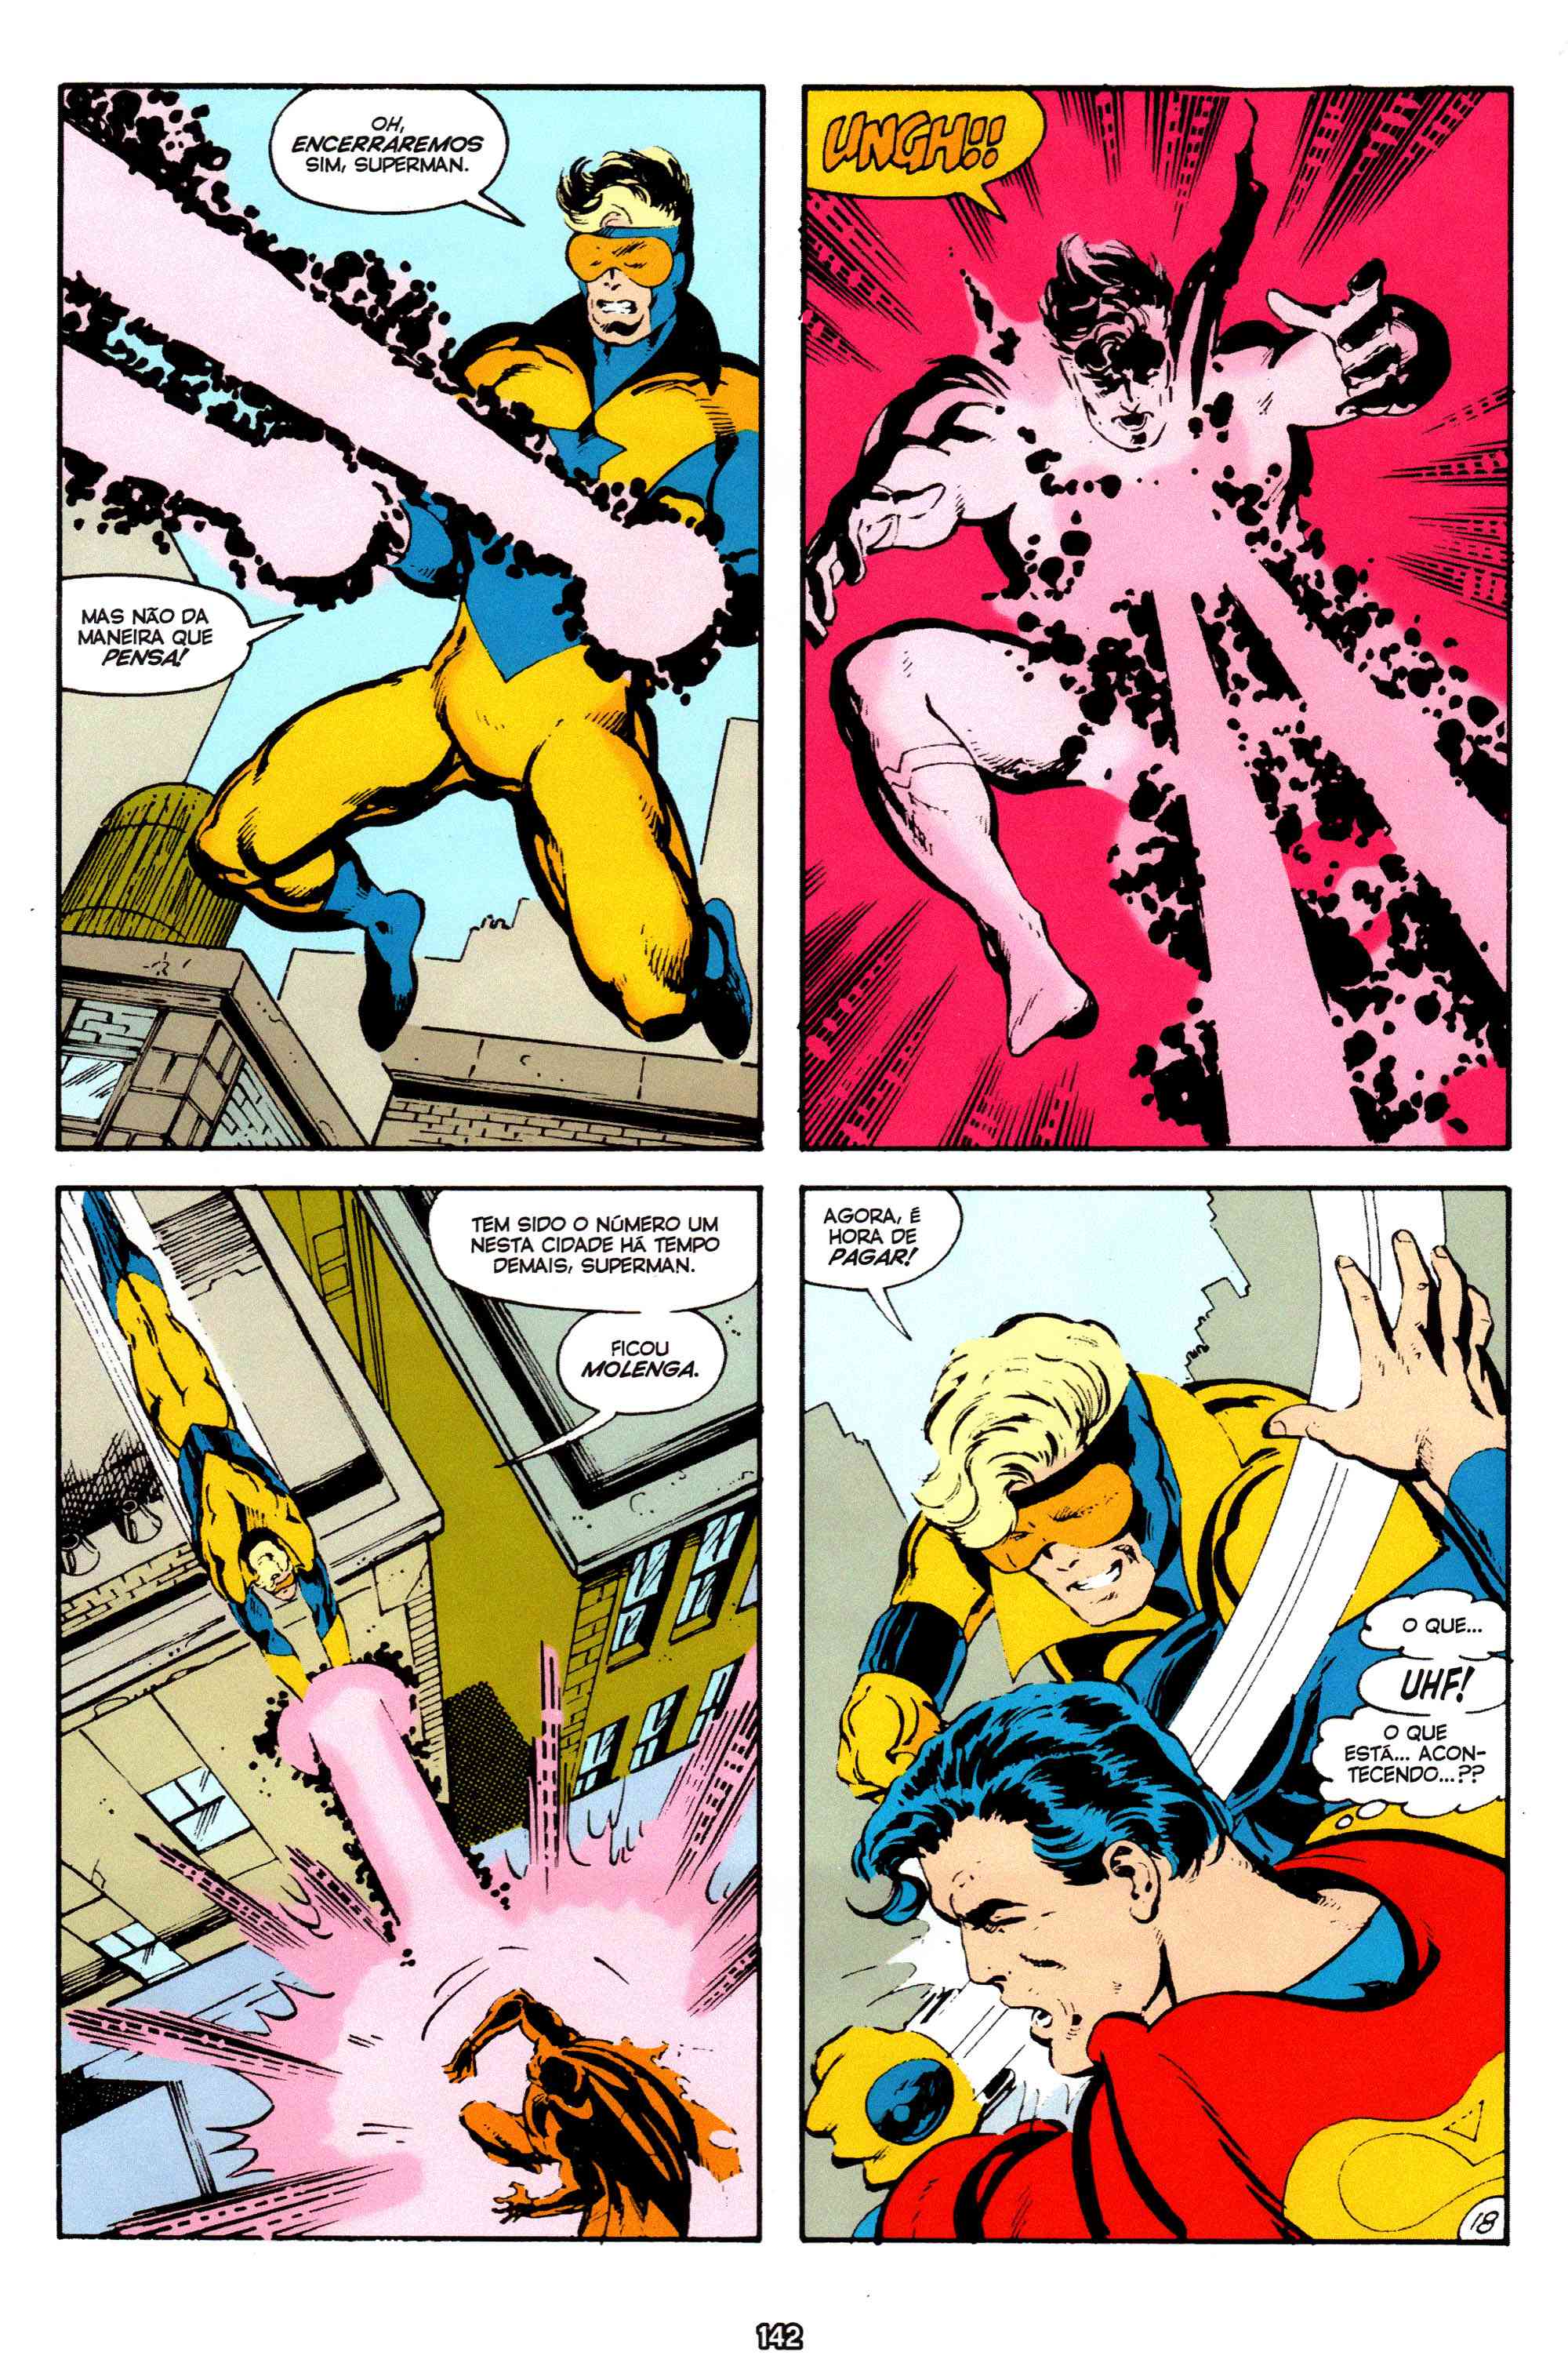 OH,
ENCERRAREMOS
SIM, SUPERMAN.
MAS NÃO DA
MANEIRA QUE
PENSA!
UNGH!!
TEM SIDO O NÚMERO UM
NESTA CIDADE HÁ TEMPO
DEMAIS, SUPERMAN.
FICOU
MOLENGA.
AGORA, É
HORA DE
PAGAR!
O QUE...
UHF!
O QUE
ESTÁ... ACON-
TECENDO...??
18
142